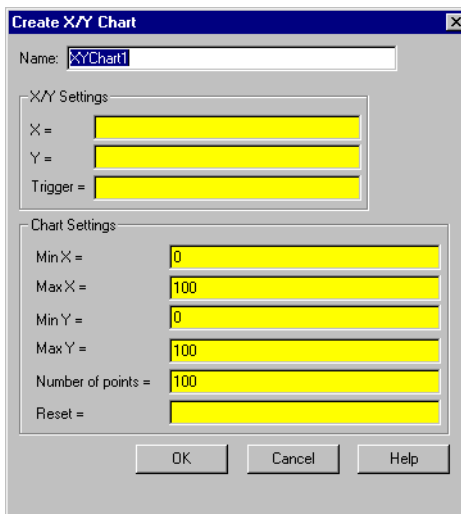 Create X/Y Chart
Name: XYChart1
X/Y Settings
X =
Y =
Trigger =
Chart Settings
Min X = 0
Max X = 100
Min Y = 0
Max Y = 100
Number of points = 100
Reset =
OK Cancel Help